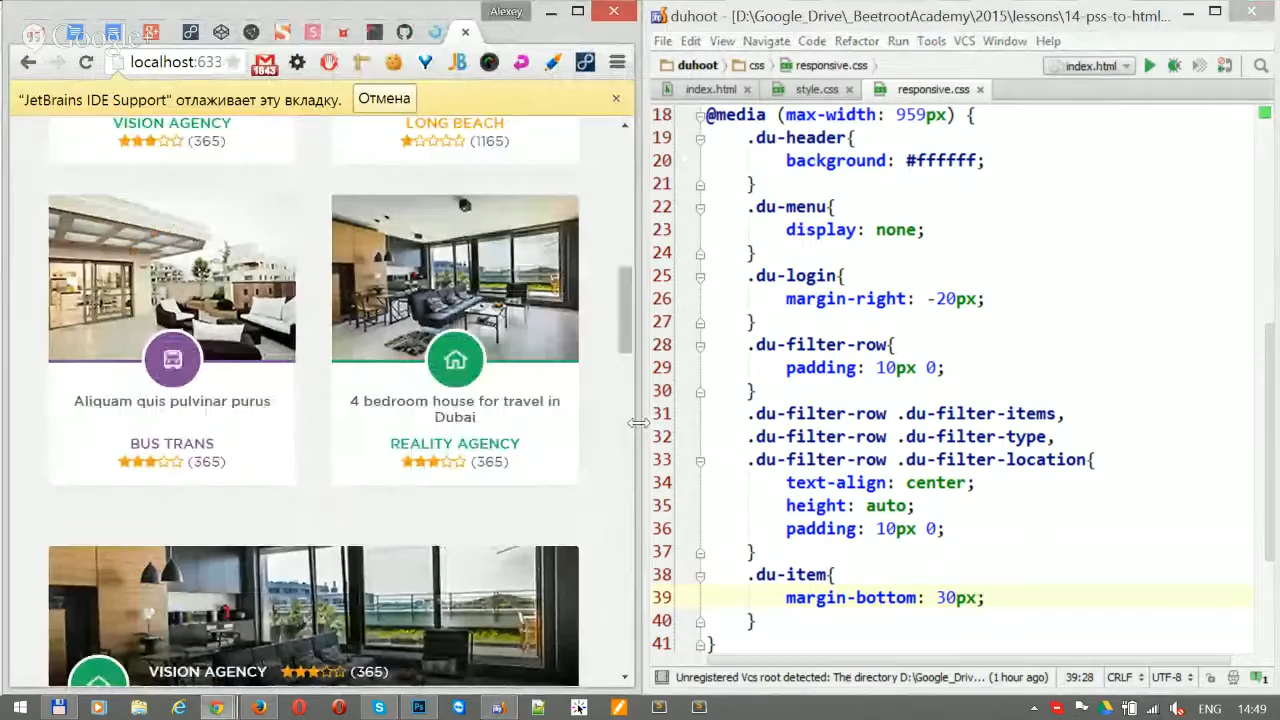 Alexey
Google+
localhost:633
1843
"JetBrains IDE Support" отлаживает эту вкладку.
Отмена
VISION AGENCY
(365)
LONG BEACH
(1165)
Aliquam quis pulvinar purus
BUS TRANS
(365)
4 bedroom house for travel in
Dubai
REALITY AGENCY
(365)
VISION AGENCY (365)
duhoot - [D:\Google_Drive\_BeetrootAcademy\2015\lessons\14-pss-to-htm...
File Edit View Navigate Code Refactor Run Tools VCS Window Help
duhoot css responsive.css index.html
index.html style.css responsive.css
18 @media (max-width: 959px) {
19 .du-header{
20 background: #ffffff;
21 }
22 .du-menu{
23 display: none;
24 }
25 .du-login{
26 margin-right: -20px;
27 }
28 .du-filter-row{
29 padding: 10px 0;
30 }
31 .du-filter-row .du-filter-items,
32 .du-filter-row .du-filter-type,
33 .du-filter-row .du-filter-location{
34 text-align: center;
35 height: auto;
36 padding: 10px 0;
37 }
38 .du-item{
39 margin-bottom: 30px;
40 }
41 }
Unregistered Vcs root detected: The directory D:\Google_Driv... (1 hour ago) 39:28 CRLF UTF-8 1
ENG 14:49